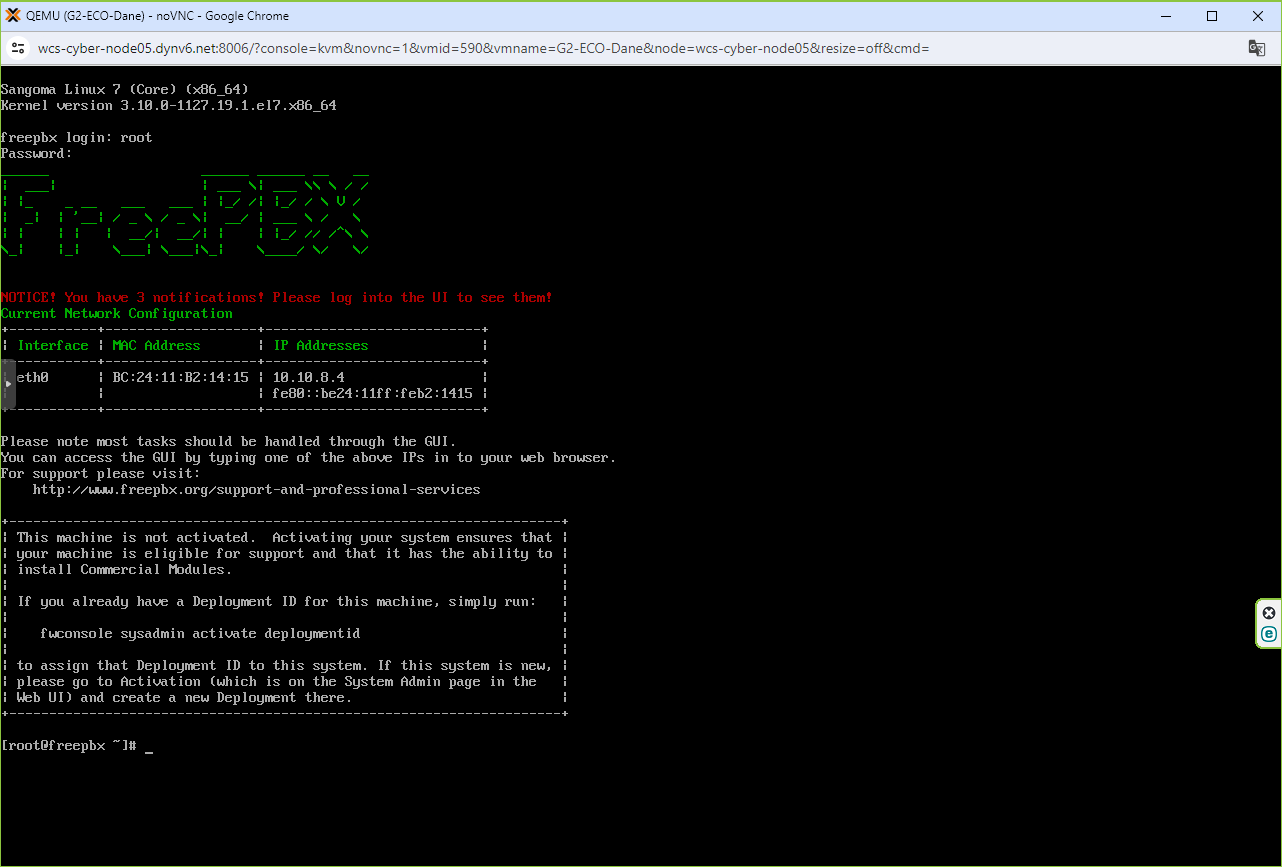 QEMU (G2-ECO-Dane) - noVNC - Google Chrome
wcs-cyber-node05.dynv6.net:8006/?console=kvm&novnc=1&vmid=590&vmname=G2-ECO-Dane&node=wcs-cyber-node05&resize=off&cmd=
Sangoma Linux 7 (Core) (x86_64)
Kernel version 3.10.0-1127.19.1.el7.x86_64
freepbx login: root
Password:
FreePBX
NOTICE! You have 3 notifications! Please log into the UI to see them!
Current Network Configuration
Interface | MAC Address | IP Addresses
eth0 | BC:24:11:B2:14:15 | 10.10.8.4
fe80::be24:11ff:feb2:1415
Please note most tasks should be handled through the GUI.
You can access the GUI by typing one of the above IPs in to your web browser.
For support please visit:
http://www.freepbx.org/support-and-professional-services
This machine is not activated.  Activating your system ensures that
your machine is eligible for support and that it has the ability to
install Commercial Modules.
If you already have a Deployment ID for this machine, simply run:
fwconsole sysadmin activate deploymentid
to assign that Deployment ID to this system. If this system is new,
please go to Activation (which is on the System Admin page in the
Web UI) and create a new Deployment there.
[root@freepbx ~]# _